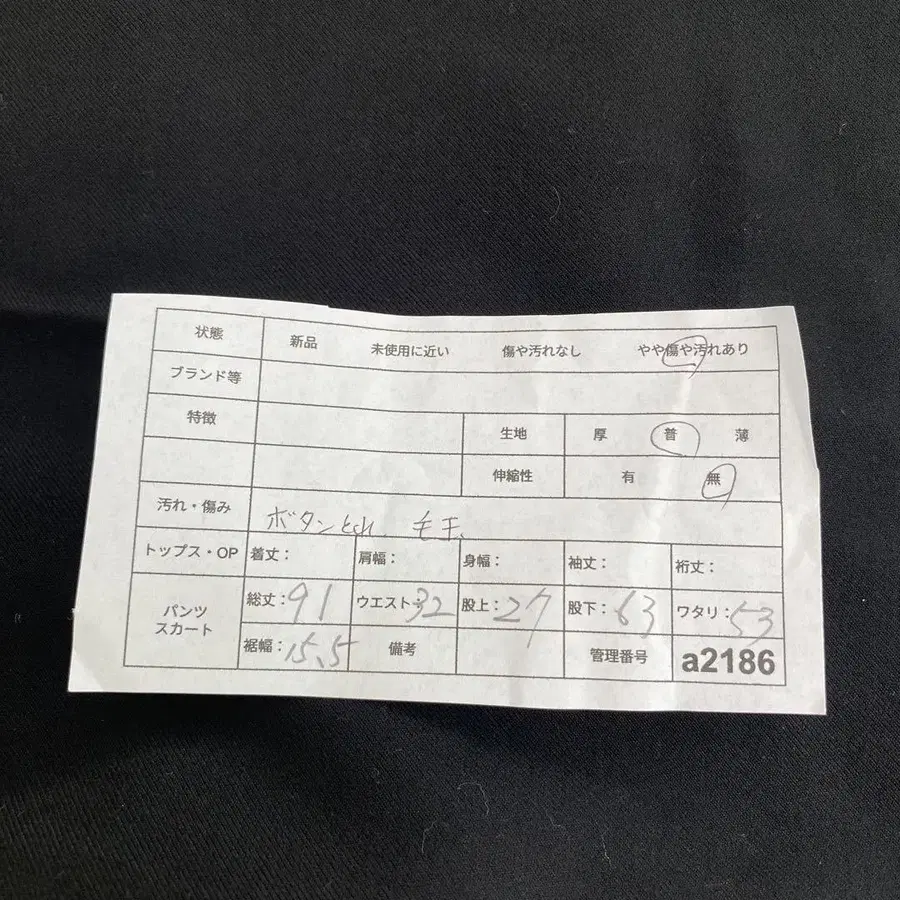 状態 新品 未使用に近い 傷や汚れなし やや傷や汚れあり
ブランド等
特徴 生地 厚 普 薄
伸縮性 有 無
汚れ・傷み ボタンとれ、毛玉、
トップス・OP 着丈: 肩幅: 身幅: 袖丈: 裄丈:
パンツ スカート 総丈:91 ウエスト:32 股上:27 股下:63 ワタリ:53
裾幅:15.5 備考 管理番号 a2186